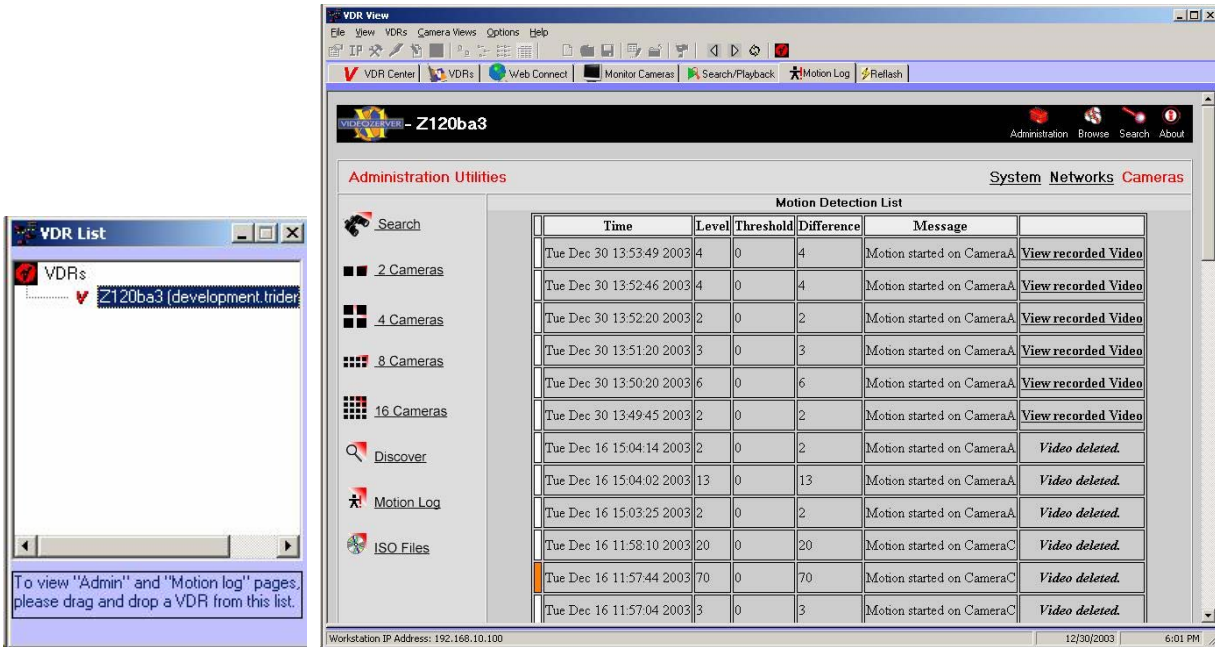 VDR List
VDRs
Z120ba3 (development.trider
To view "Admin" and "Motion log" pages,
please drag and drop a VDR from this list.
VDR View
File View VDRs Camera Views Options Help
IP
VDR Center VDRs Web Connect Monitor Cameras Search/Playback Motion Log Reflash
VIDEOZERVER - Z120ba3
Administration Browse Search About
Administration Utilities
System Networks Cameras
Search
2 Cameras
4 Cameras
8 Cameras
16 Cameras
Discover
Motion Log
ISO Files
Motion Detection List
Time Level Threshold Difference Message
Tue Dec 30 13:53:49 2003 4 0 4 Motion started on CameraA View recorded Video
Tue Dec 30 13:52:46 2003 4 0 4 Motion started on CameraA View recorded Video
Tue Dec 30 13:52:20 2003 2 0 2 Motion started on CameraA View recorded Video
Tue Dec 30 13:51:20 2003 3 0 3 Motion started on CameraA View recorded Video
Tue Dec 30 13:50:20 2003 6 0 6 Motion started on CameraA View recorded Video
Tue Dec 30 13:49:45 2003 2 0 2 Motion started on CameraA View recorded Video
Tue Dec 16 15:04:14 2003 2 0 2 Motion started on CameraA Video deleted.
Tue Dec 16 15:04:02 2003 13 0 13 Motion started on CameraA Video deleted.
Tue Dec 16 15:03:25 2003 2 0 2 Motion started on CameraA Video deleted.
Tue Dec 16 11:58:10 2003 20 0 20 Motion started on CameraC Video deleted.
Tue Dec 16 11:57:44 2003 70 0 70 Motion started on CameraC Video deleted.
Tue Dec 16 11:57:04 2003 3 0 3 Motion started on CameraC Video deleted.
Workstation IP Address: 192.168.10.100
12/30/2003 6:01 PM